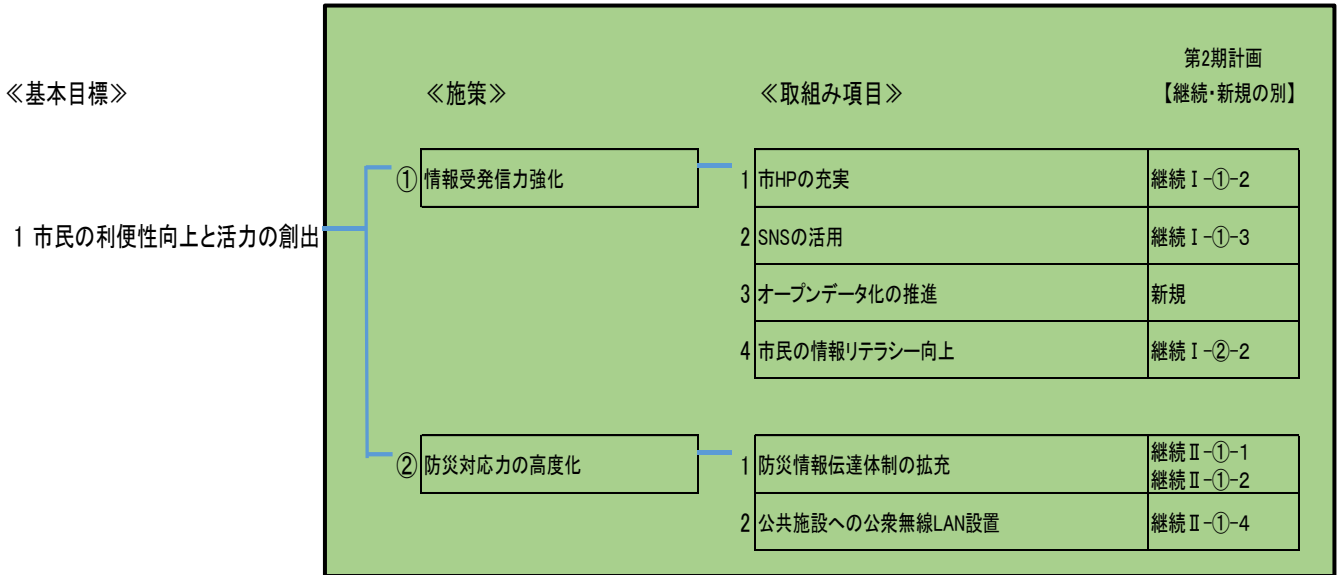 第2期計画
≪基本目標≫ ≪施策≫ ≪取組み項目≫ 【継続・新規の別】
① 情報受発信力強化 1 市HPの充実 継続Ⅰ-①-2
1 市民の利便性向上と活力の創出 2 SNSの活用 継続Ⅰ-①-3
3 オープンデータ化の推進 新規
4 市民の情報リテラシー向上 継続Ⅰ-②-2
② 防災対応力の高度化 1 防災情報伝達体制の拡充 継続Ⅱ-①-1
継続Ⅱ-①-2
2 公共施設への公衆無線LAN設置 継続Ⅱ-①-4